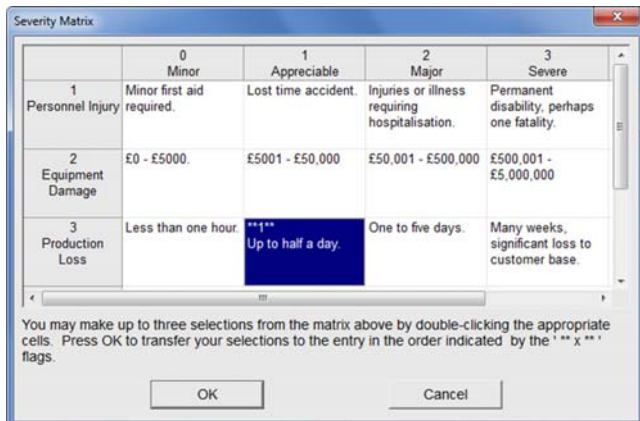 Severity Matrix
x
0
Minor
1
Appreciable
2
Major
3
Severe
1
Personnel Injury
Minor first aid
required.
Lost time accident.
Injuries or illness
requiring
hospitalisation.
Permanent
disability, perhaps
one fatality.
2
Equipment
Damage
£0 - £5000.
£5001 - £50,000
£50,001 - £500,000
£500,001 -
£5,000,000
3
Production
Loss
Less than one hour.
**1**
Up to half a day.
One to five days.
Many weeks,
significant loss to
customer base.
You may make up to three selections from the matrix above by double-clicking the appropriate
cells. Press OK to transfer your selections to the entry in the order indicated by the ' ** x ** '
flags.
OK
Cancel